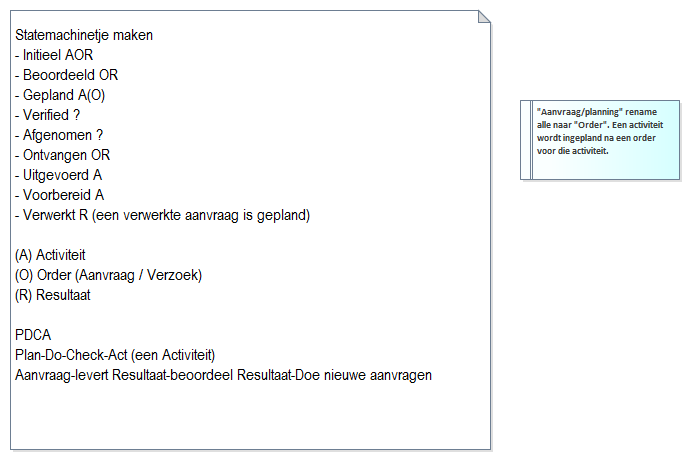 Statemachinetje maken
- Initieel AOR
- Beoordeeld OR
- Gepland A(O)
- Verified ?
- Afgenomen ?
- Ontvangen OR
- Uitgevoerd A
- Voorbereid A
- Verwerkt R (een verwerkte aanvraag is gepland)
(A) Activiteit
(O) Order (Aanvraag / Verzoek)
(R) Resultaat
PDCA
Plan-Do-Check-Act (een Activiteit)
Aanvraag-levert Resultaat-beoordeel Resultaat-Doe nieuwe aanvragen
"Aanvraag/planning" rename
alle naar "Order". Een activiteit
wordt ingepland na een order
voor die activiteit.